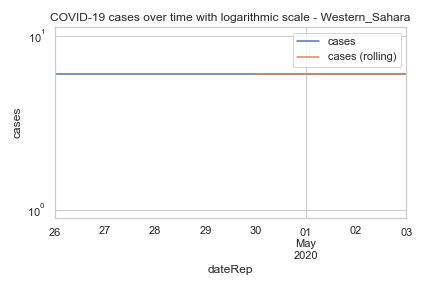 COVID-19 cases over time with logarithmic scale - Western_Sahara
cases
cases (rolling)
10¹
10⁰
cases
26 27 28 29 30 01 02 03
May
2020
dateRep